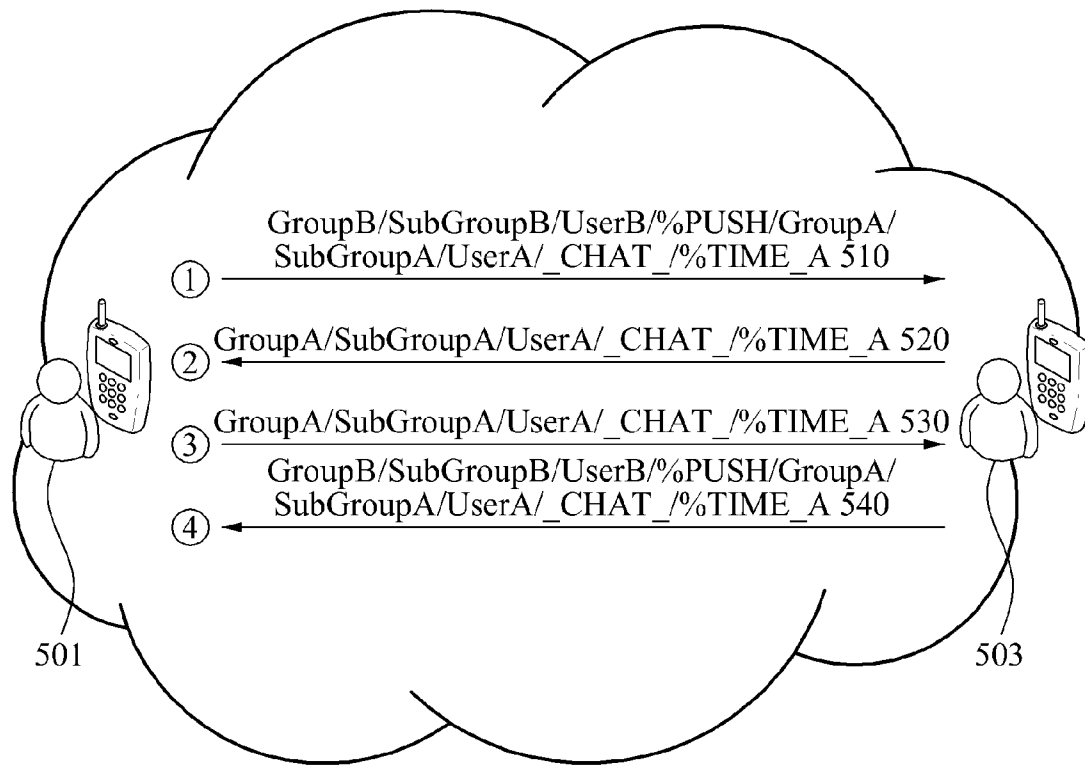 GroupB/SubGroupB/UserB/%PUSH/GroupA/
SubGroupA/UserA/_CHAT_/%TIME_A 510
1
GroupA/SubGroupA/UserA/_CHAT_/%TIME_A 520
2
GroupA/SubGroupA/UserA/_CHAT_/%TIME_A 530
3
GroupB/SubGroupB/UserB/%PUSH/GroupA/
SubGroupA/UserA/_CHAT_/%TIME_A 540
4
501
503